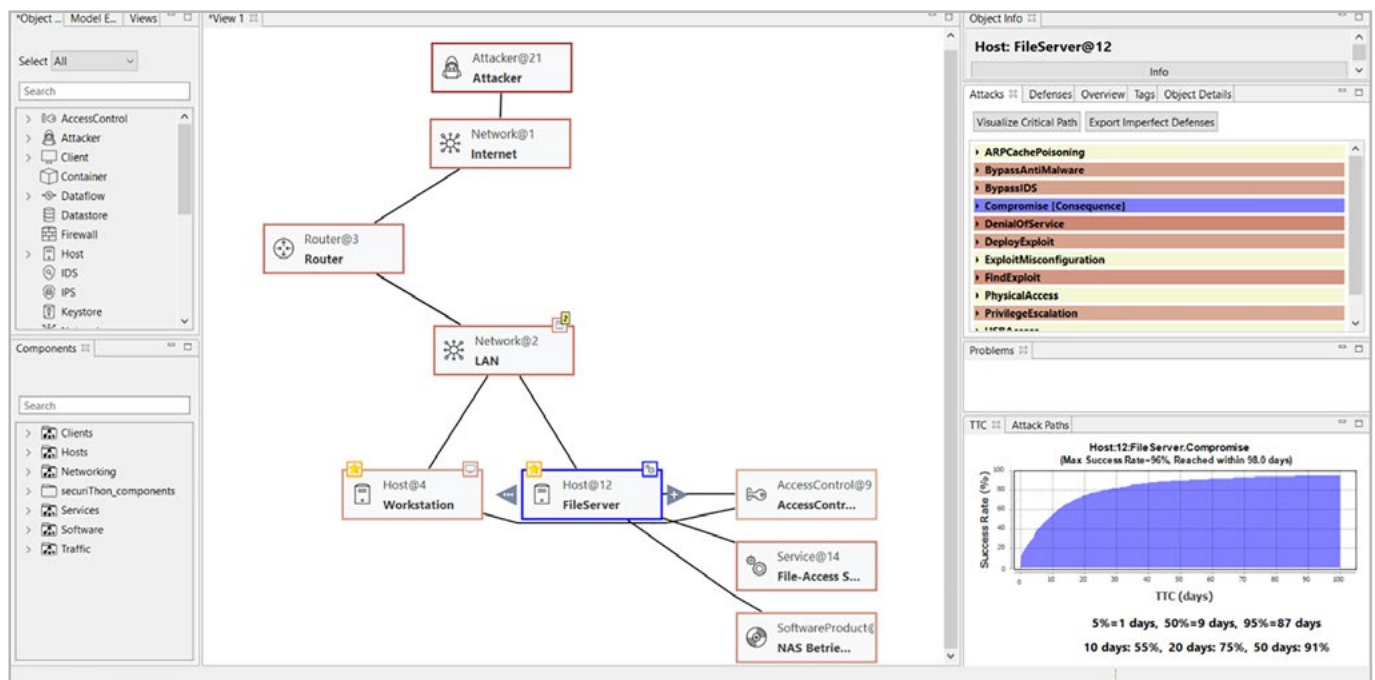 *Object ... Model E... Views
Select All
Search
AccessControl
Attacker
Client
Container
Dataflow
Datastore
Firewall
Host
IDS
IPS
Keystore
Components
Search
Clients
Hosts
Networking
securiThon_components
Services
Software
Traffic
*View 1
Attacker@21
Attacker
Network@1
Internet
Router@3
Router
2
Network@2
LAN
Host@4
Workstation
Host@12
FileServer
AccessControl@9
AccessContr...
Service@14
File-Access S...
SoftwareProduct@
NAS Betrie...
Object Info
Host: FileServer@12
Info
Attacks Defenses Overview Tags Object Details
Visualize Critical Path Export Imperfect Defenses
ARPCachePoisoning
BypassAntiMalware
BypassIDS
Compromise [Consequence]
DenialOfService
DeployExploit
ExploitMisconfiguration
FindExploit
PhysicalAccess
PrivilegeEscalation
USBAccess
Problems
TTC Attack Paths
Host:12:FileServer.Compromise
(Max Success Rate=96%, Reached within 98.0 days)
Success Rate (%)
100
80
60
40
20
0
0 10 20 30 40 50 60 70 80 90 100
TTC (days)
5%=1 days, 50%=9 days, 95%=87 days
10 days: 55%, 20 days: 75%, 50 days: 91%